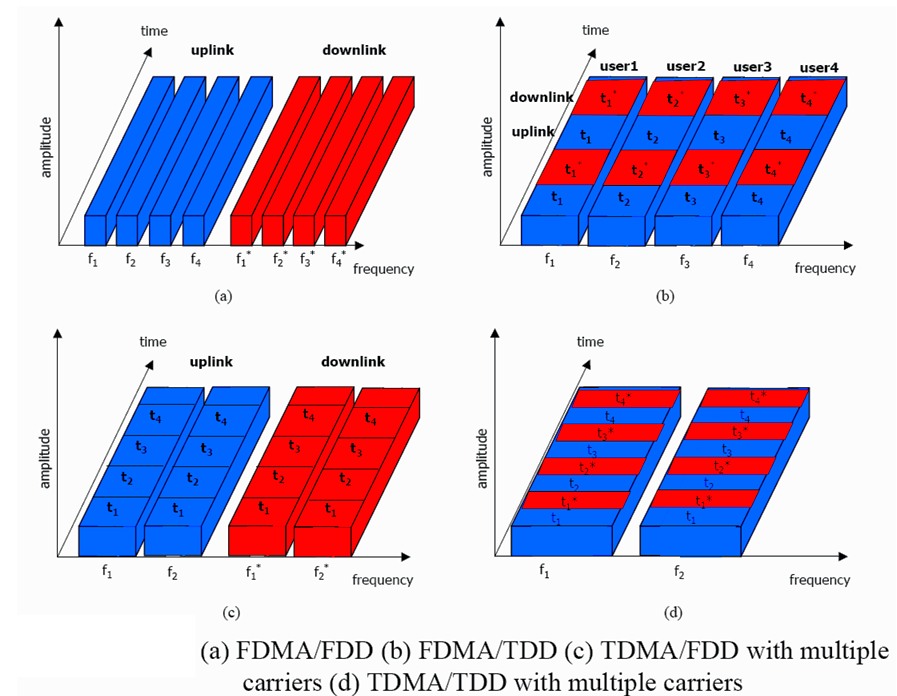 time
uplink
downlink
amplitude
f1 f2 f3 f4 f1* f2* f3* f4*
frequency
(a)
time
user1 user2 user3 user4
downlink
t1* t2* t3* t4*
uplink
t1 t2 t3 t4
t1* t2* t3* t4*
t1 t2 t3 t4
amplitude
f1 f2 f3 f4
frequency
(b)
time
uplink
downlink
amplitude
t4 t4 t4 t4
t3 t3 t3 t3
t2 t2 t2 t2
t1 t1 t1 t1
f1 f2 f1* f2*
frequency
(c)
time
amplitude
t4* t4*
t4 t4
t3* t3*
t3 t3
t2* t2*
t2 t2
t1* t1*
t1 t1
f1 f2
frequency
(d)
(a) FDMA/FDD (b) FDMA/TDD (c) TDMA/FDD with multiple
carriers (d) TDMA/TDD with multiple carriers